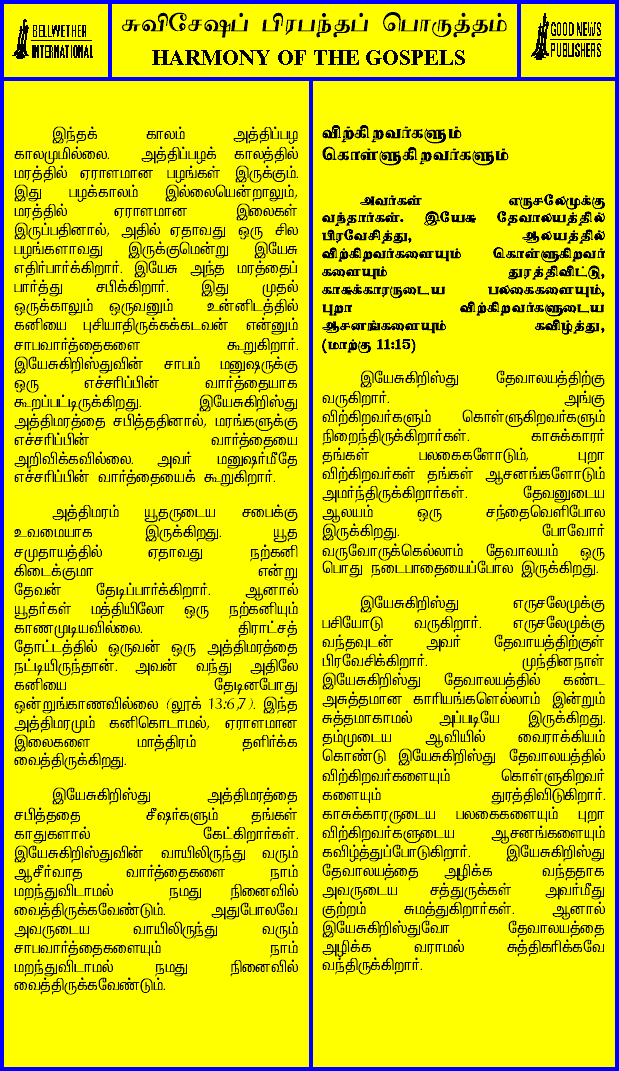 BELLWETHER
INTERNATIONAL
சுவிசேஷப் பிரபந்தப் பொருத்தம்
HARMONY OF THE GOSPELS
GOOD NEWS
PUBLISHERS
இந்தக் காலம் அத்திப்பழ
காலமுமில்லை. அத்திப்பழக் காலத்தில்
மரத்தில் ஏராளமான பழங்கள் இருக்கும்.
இது பழக்காலம் இல்லையென்றாலும்,
மரத்தில் ஏராளமான இலைகள்
இருப்பதினால், அதில் ஏதாவது ஒரு சில
பழங்களாவது இருக்குமென்று இயேசு
எதிர்பார்க்கிறார். இயேசு அந்த மரத்தைப்
பார்த்து சபிக்கிறார். இது முதல்
ஒருக்காலும் ஒருவனும் உன்னிடத்தில்
கனியை புசியாதிருக்கக்கடவன் என்னும்
சாபவார்த்தைகளை கூறுகிறார்.
இயேசுகிறிஸ்துவின் சாபம் மனுஷருக்கு
ஒரு எச்சரிப்பின் வார்த்தையாக
கூறப்பட்டிருக்கிறது. இயேசுகிறிஸ்து
அத்திமரத்தை சபித்ததினால், மரங்களுக்கு
எச்சரிப்பின் வார்த்தையை
அறிவிக்கவில்லை. அவர் மனுஷர்மீதே
எச்சரிப்பின் வார்த்தையைக் கூறுகிறார்.
அத்திமரம் யூதருடைய சபைக்கு
உவமையாக இருக்கிறது. யூத
சமுதாயத்தில் ஏதாவது நற்கனி
கிடைக்குமா என்று
தேவன் தேடிப்பார்க்கிறார். ஆனால்
யூதர்கள் மத்தியிலோ ஒரு நற்கனியும்
காணமுடியவில்லை. திராட்சத்
தோட்டத்தில் ஒருவன் ஒரு அத்திமரத்தை
நட்டியிருந்தான். அவன் வந்து அதிலே
கனியை தேடினபோது
ஒன்றுங்காணவில்லை (லூக் 13:6,7). இந்த
அத்திமரமும் கனிகொடாமல், ஏராளமான
இலைகளை மாத்திரம் தளிர்க்க
வைத்திருக்கிறது.
இயேசுகிறிஸ்து அத்திமரத்தை
சபித்ததை சீஷர்களும் தங்கள்
காதுகளால் கேட்கிறார்கள்.
இயேசுகிறிஸ்துவின் வாயிலிருந்து வரும்
ஆசீர்வாத வார்த்தைகளை நாம்
மறந்துவிடாமல் நமது நினைவில்
வைத்திருக்கவேண்டும். அதுபோலவே
அவருடைய வாயிலிருந்து வரும்
சாபவார்த்தைகளையும் நாம்
மறந்துவிடாமல் நமது நினைவில்
வைத்திருக்கவேண்டும்.
விற்கிறவர்களும்
கொள்ளுகிறவர்களும்
அவர்கள் எருசலேமுக்கு
வந்தார்கள். இயேசு தேவாலயத்தில்
பிரவேசித்து, ஆலயத்தில்
விற்கிறவர்களையும் கொள்ளுகிறவர்
களையும் துரத்திவிட்டு,
காசுக்காரருடைய பலகைகளையும்,
புறா விற்கிறவர்களுடைய
ஆசனங்களையும் கவிழ்த்து,
(மாற்கு 11:15)
இயேசுகிறிஸ்து தேவாலயத்திற்கு
வருகிறார். அங்கு
விற்கிறவர்களும் கொள்ளுகிறவர்களும்
நிறைந்திருக்கிறார்கள். காசுக்காரர்
தங்கள் பலகைகளோடும், புறா
விற்கிறவர்கள் தங்கள் ஆசனங்களோடும்
அமர்ந்திருக்கிறார்கள். தேவனுடைய
ஆலயம் ஒரு சந்தைவெளிபோல
இருக்கிறது. போவோர்
வருவோருக்கெல்லாம் தேவாலயம் ஒரு
பொது நடைபாதையைப்போல இருக்கிறது.
இயேசுகிறிஸ்து எருசலேமுக்கு
பசியோடு வருகிறார். எருசலேமுக்கு
வந்தவுடன் அவர் தேவாயத்திற்குள்
பிரவேசிக்கிறார். முந்தினநாள்
இயேசுகிறிஸ்து தேவாலயத்தில் கண்ட
அசுத்தமான காரியங்களெல்லாம் இன்றும்
சுத்தமாகாமல் அப்படியே இருக்கிறது.
தம்முடைய ஆவியில் வைராக்கியம்
கொண்டு இயேசுகிறிஸ்து தேவாலயத்தில்
விற்கிறவர்களையும் கொள்ளுகிறவர்
களையும் துரத்திவிடுகிறார்.
காசுக்காரருடைய பலகைகளையும் புறா
விற்கிறவர்களுடைய ஆசனங்களையும்
கவிழ்த்துப்போடுகிறார். இயேசுகிறிஸ்து
தேவாலயத்தை அழிக்க வந்ததாக
அவருடைய சத்துருக்கள் அவர்மீது
குற்றம் சுமத்துகிறார்கள். ஆனால்
இயேசுகிறிஸ்துவோ தேவாலயத்தை
அழிக்க வராமல் சுத்திகரிக்கவே
வந்திருக்கிறார்.